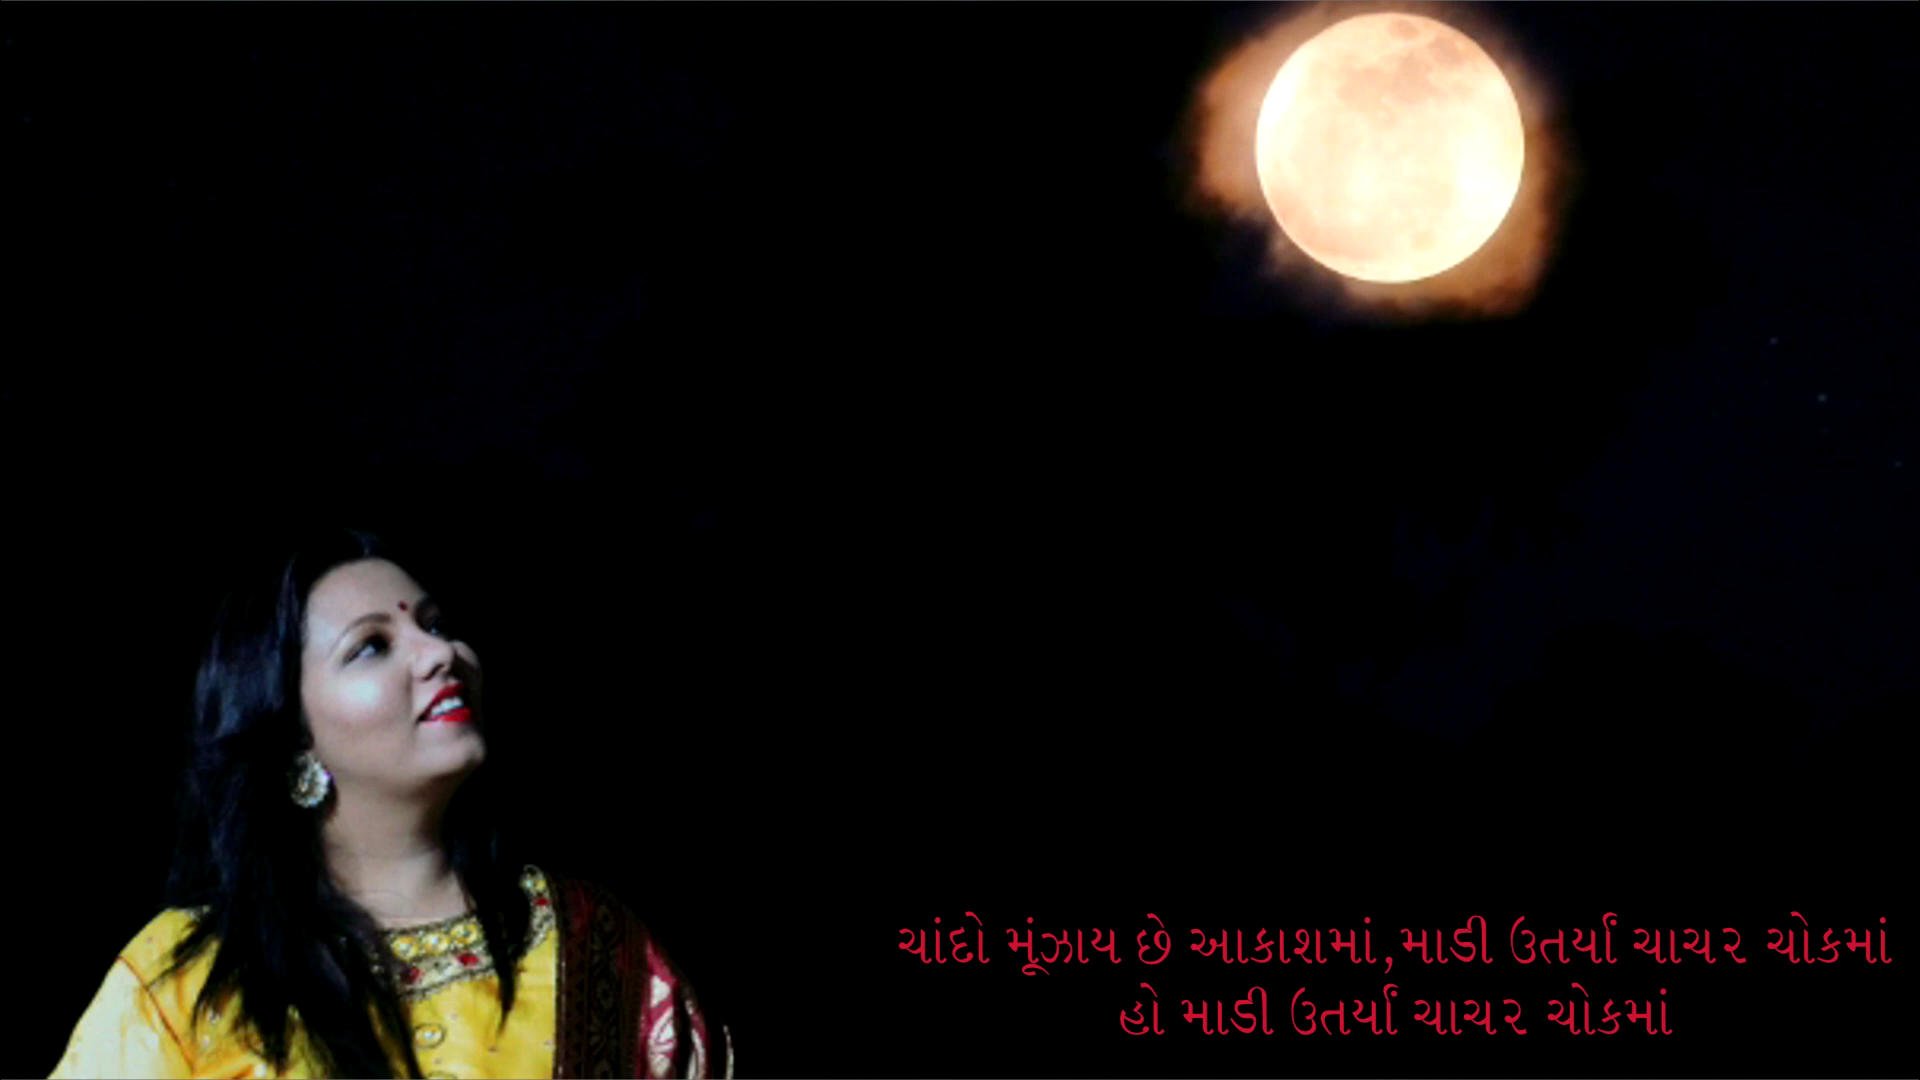 ચાંદો મૂંઝાય છે આકાશમાં,માડી ઉતર્યાં ચાચર ચોકમાં
હો માડી ઉતર્યાં ચાચર ચોકમાં